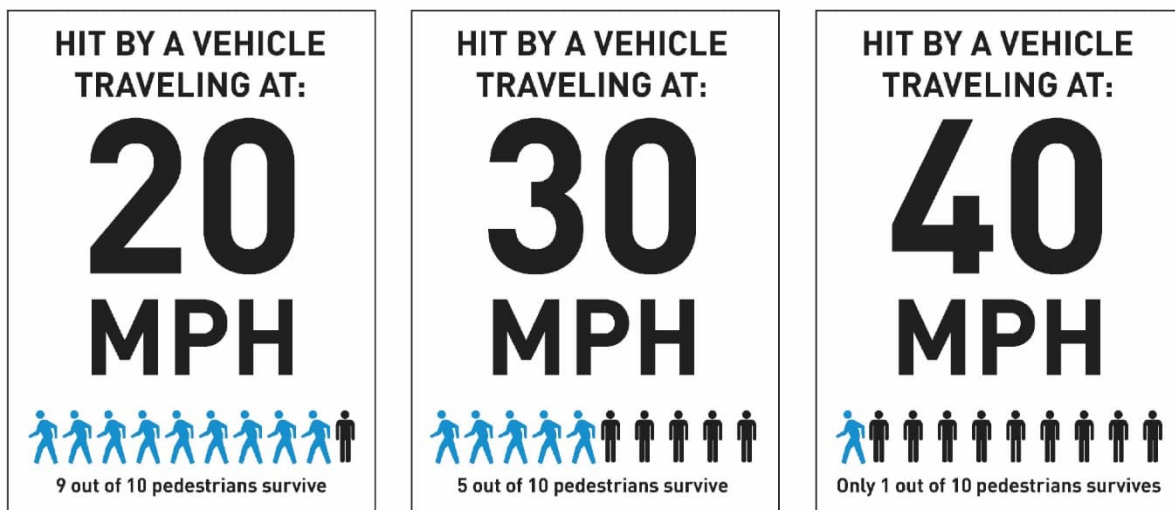 HIT BY A VEHICLE
TRAVELING AT:
20
MPH
9 out of 10 pedestrians survive
HIT BY A VEHICLE
TRAVELING AT:
30
MPH
5 out of 10 pedestrians survive
HIT BY A VEHICLE
TRAVELING AT:
40
MPH
Only 1 out of 10 pedestrians survives